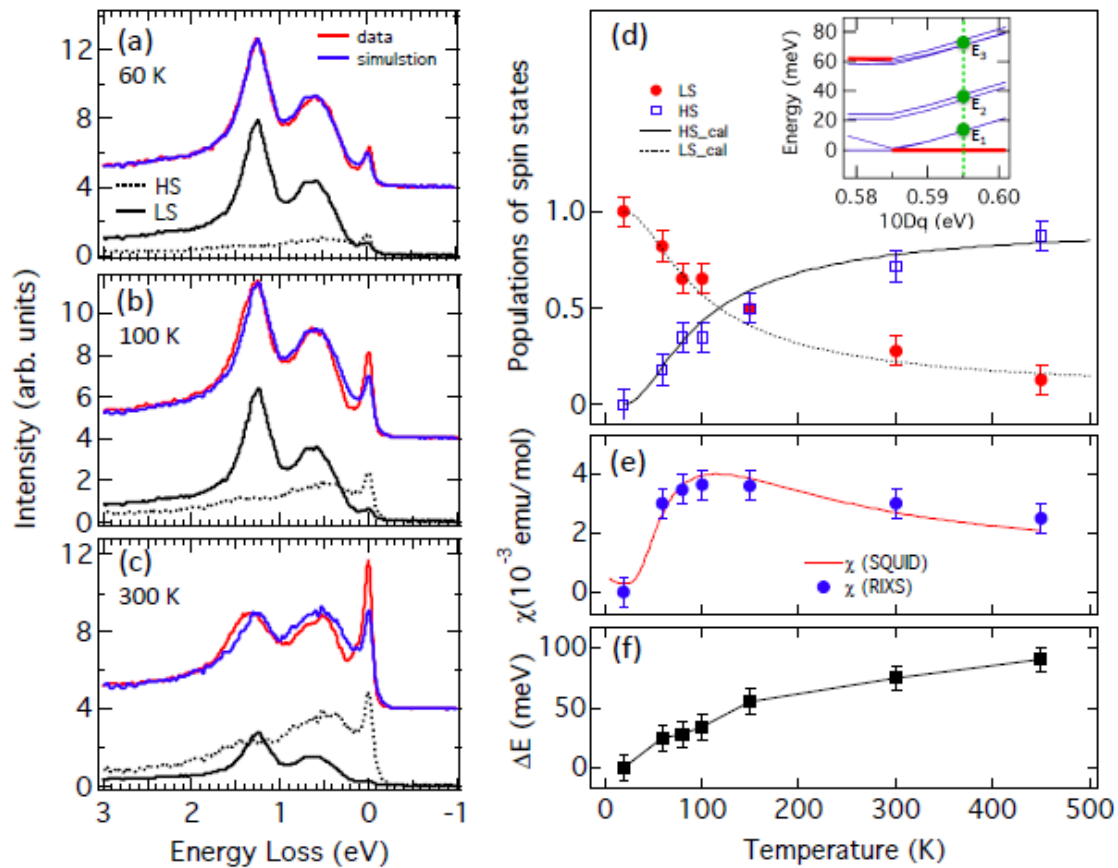 (a)
60 K
data
simulstion
HS
LS
12
8
4
0
(b)
100 K
10
8
6
4
2
0
(c)
300 K
12
8
4
0
Intensity (arb. units)
3
2
1
0
-1
Energy Loss (eV)
(d)
LS
HS
HS_cal
LS_cal
80
60
40
20
0
Energy (meV)
E3
E2
E1
0.58
0.59
0.60
10Dq (eV)
1.0
0.5
0
Populations of spin states
(e)
4
2
0
χ(10⁻³ emu/mol)
χ (SQUID)
χ (RIXS)
(f)
100
50
0
ΔE (meV)
0
100
200
300
400
500
Temperature (K)